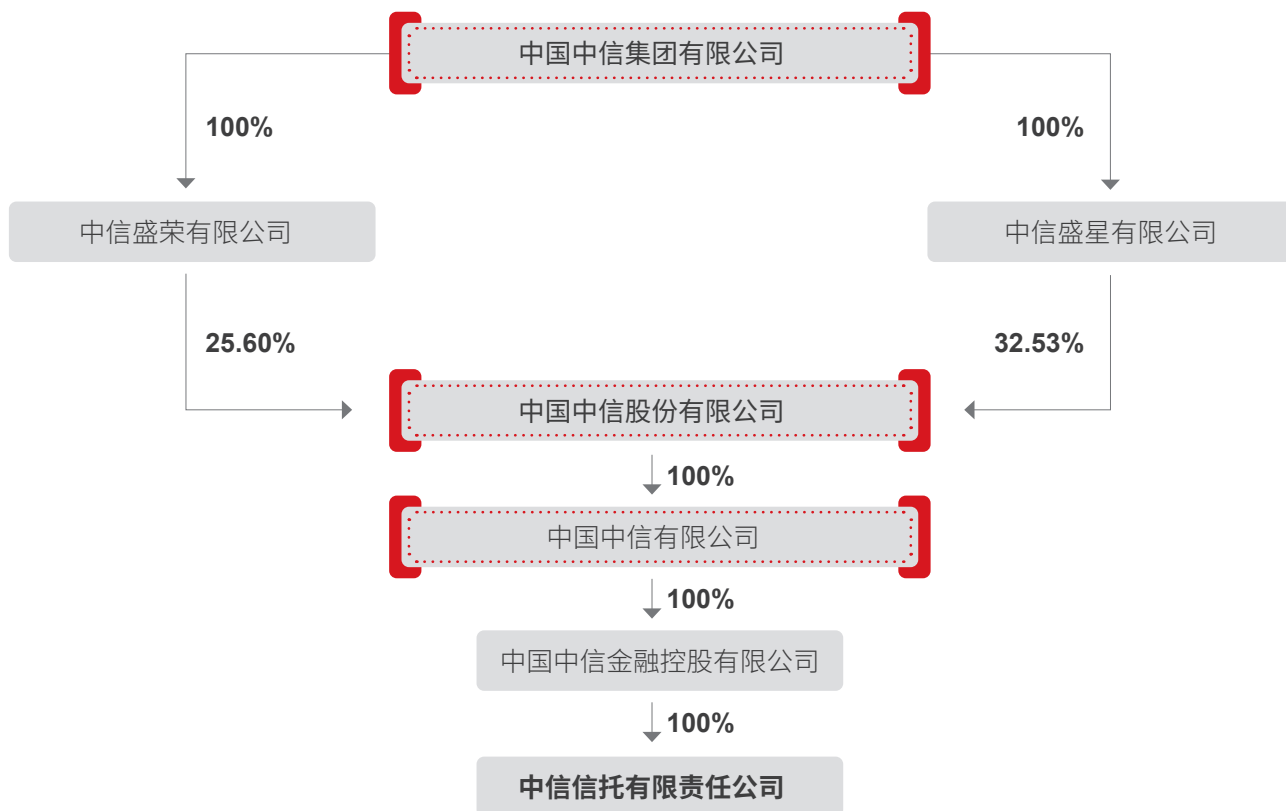 中国中信集团有限公司
100%
100%
中信盛荣有限公司
中信盛星有限公司
25.60%
32.53%
中国中信股份有限公司
100%
中国中信有限公司
100%
中国中信金融控股有限公司
100%
中信信托有限责任公司